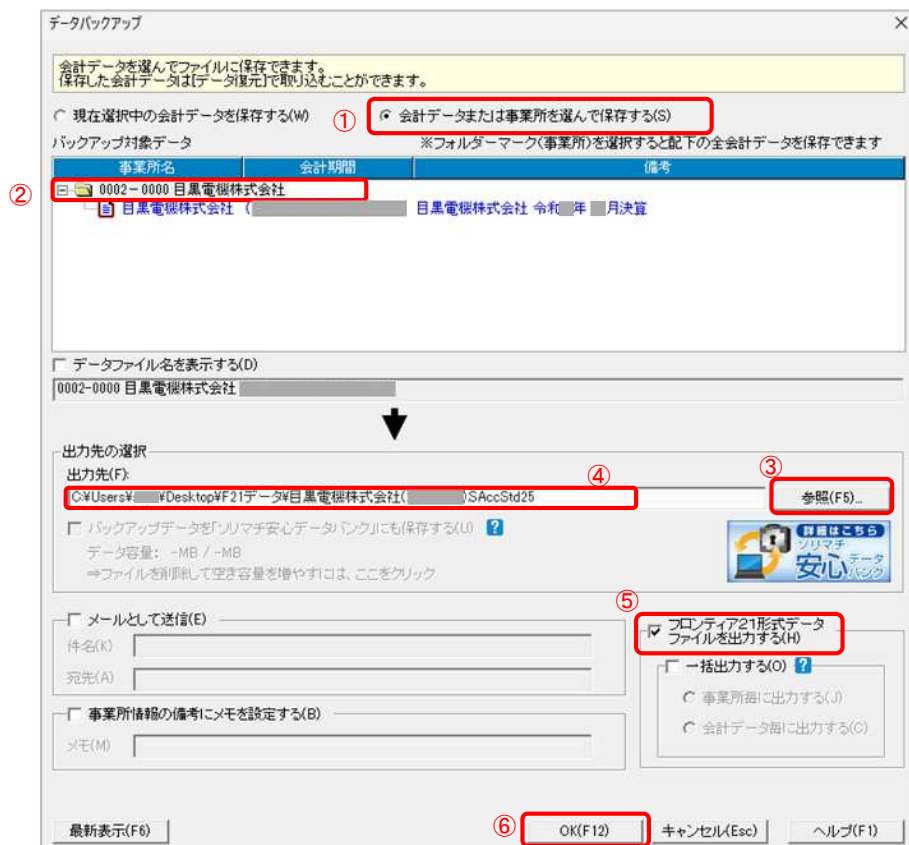 データバックアップ
会計データを選んでファイルに保存できます。
保存した会計データは[データ復元]で取り込むことができます。
現在選択中の会計データを保存する(W)
① 会計データまたは事業所を選んで保存する(S)
バックアップ対象データ ※フォルダーマーク(事業所)を選択すると配下の全会計データを保存できます
事業所名 会計期間 備考
② 0002-0000 目黒電機株式会社
目黒電機株式会社 ( 目黒電機株式会社 令和 年 月決算
データファイル名を表示する(D)
0002-0000 目黒電機株式会社
出力先の選択
出力先(F):
④ ③
C:¥Users¥ ¥Desktop¥F21データ¥目黒電機株式会社( )SAccStd25 参照(F5)...
バックアップデータを「ソリマチ安心データバンク」にも保存する(U) ?
データ容量: -MB / -MB
⇒ファイルを削除して空き容量を増やすには、ここをクリック
詳細はこちら
ソリマチ
安心データバンク
⑤
メールとして送信(E)
件名(K)
宛先(A)
フロンティア21形式データ
ファイルを出力する(H)
一括出力する(O) ?
事業所毎に出力する(J)
会計データ毎に出力する(C)
事業所情報の備考にメモを設定する(B)
メモ(M)
最新表示(F6) ⑥ OK(F12) キャンセル(Esc) ヘルプ(F1)